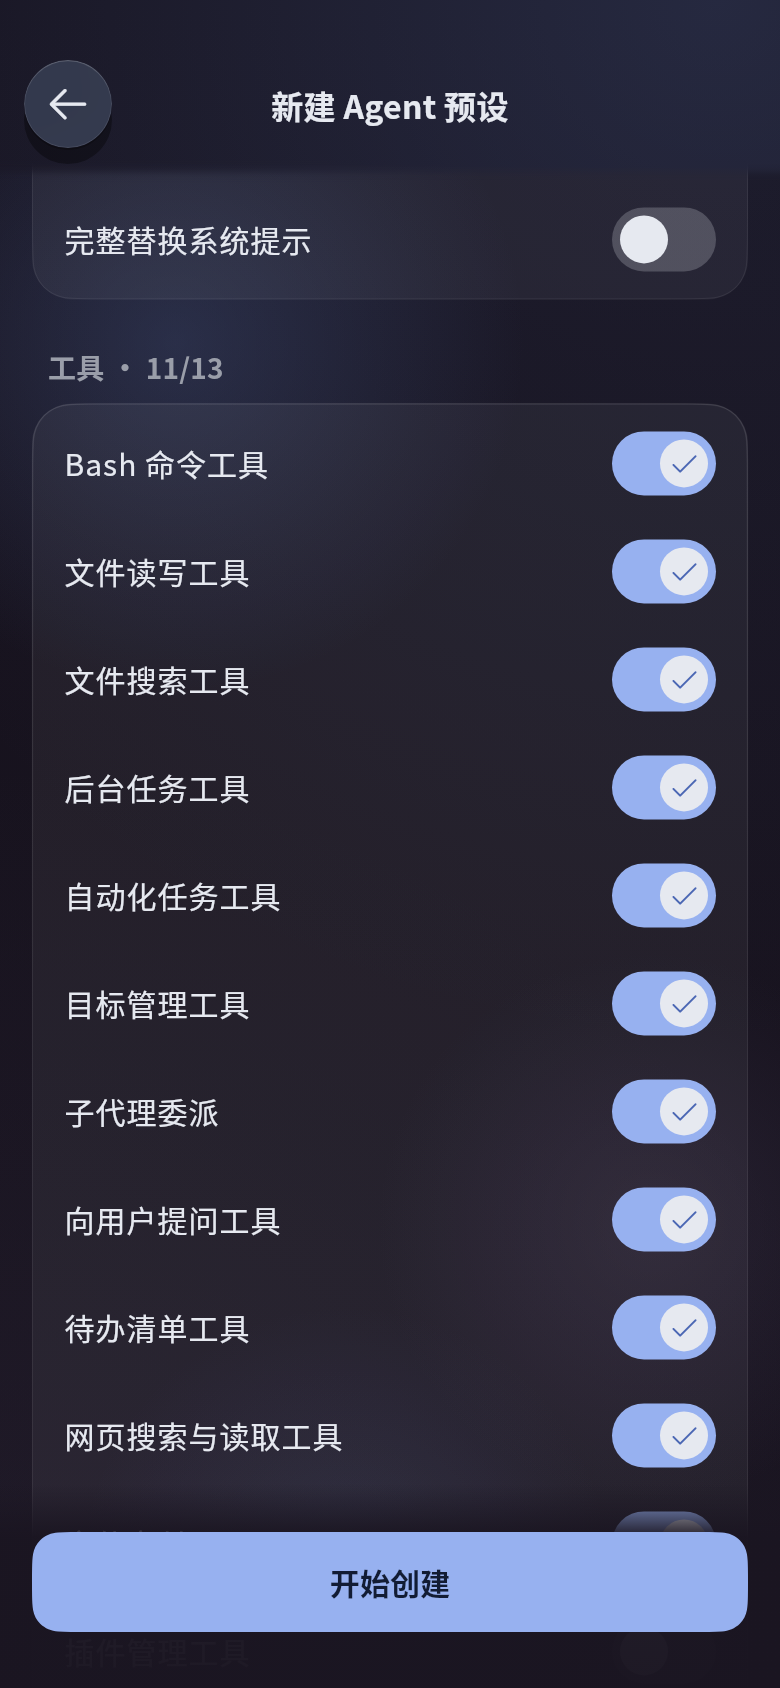 新建 Agent 预设
完整替换系统提示
工具 · 11/13
Bash 命令工具
文件读写工具
文件搜索工具
后台任务工具
自动化任务工具
目标管理工具
子代理委派
向用户提问工具
待办清单工具
网页搜索与读取工具
开始创建
插件管理工具